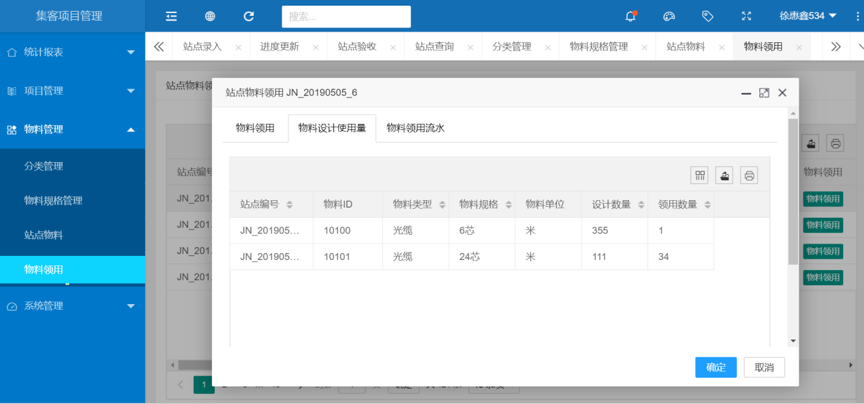 集客项目管理
搜索...
徐惠鑫534
统计报表
项目管理
物料管理
分类管理
物料规格管理
站点物料
物料领用
系统管理
站点录入 × 进度更新 × 站点验收 × 站点查询 × 分类管理 × 物料规格管理 × 站点物料 × 物料领用 ×
站点物料领用 JN_20190505_6
物料领用 物料设计使用量 物料领用流水
站点编号 物料ID 物料类型 物料规格 物料单位 设计数量 领用数量
JN_201905... 10100 光缆 6芯 米 355 1
JN_201905... 10101 光缆 24芯 米 111 34
确定 取消
站点物料领
站点编号
JN_201
JN_201
JN_201
JN_201
物料领用
物料领用
物料领用
物料领用
物料领用
1